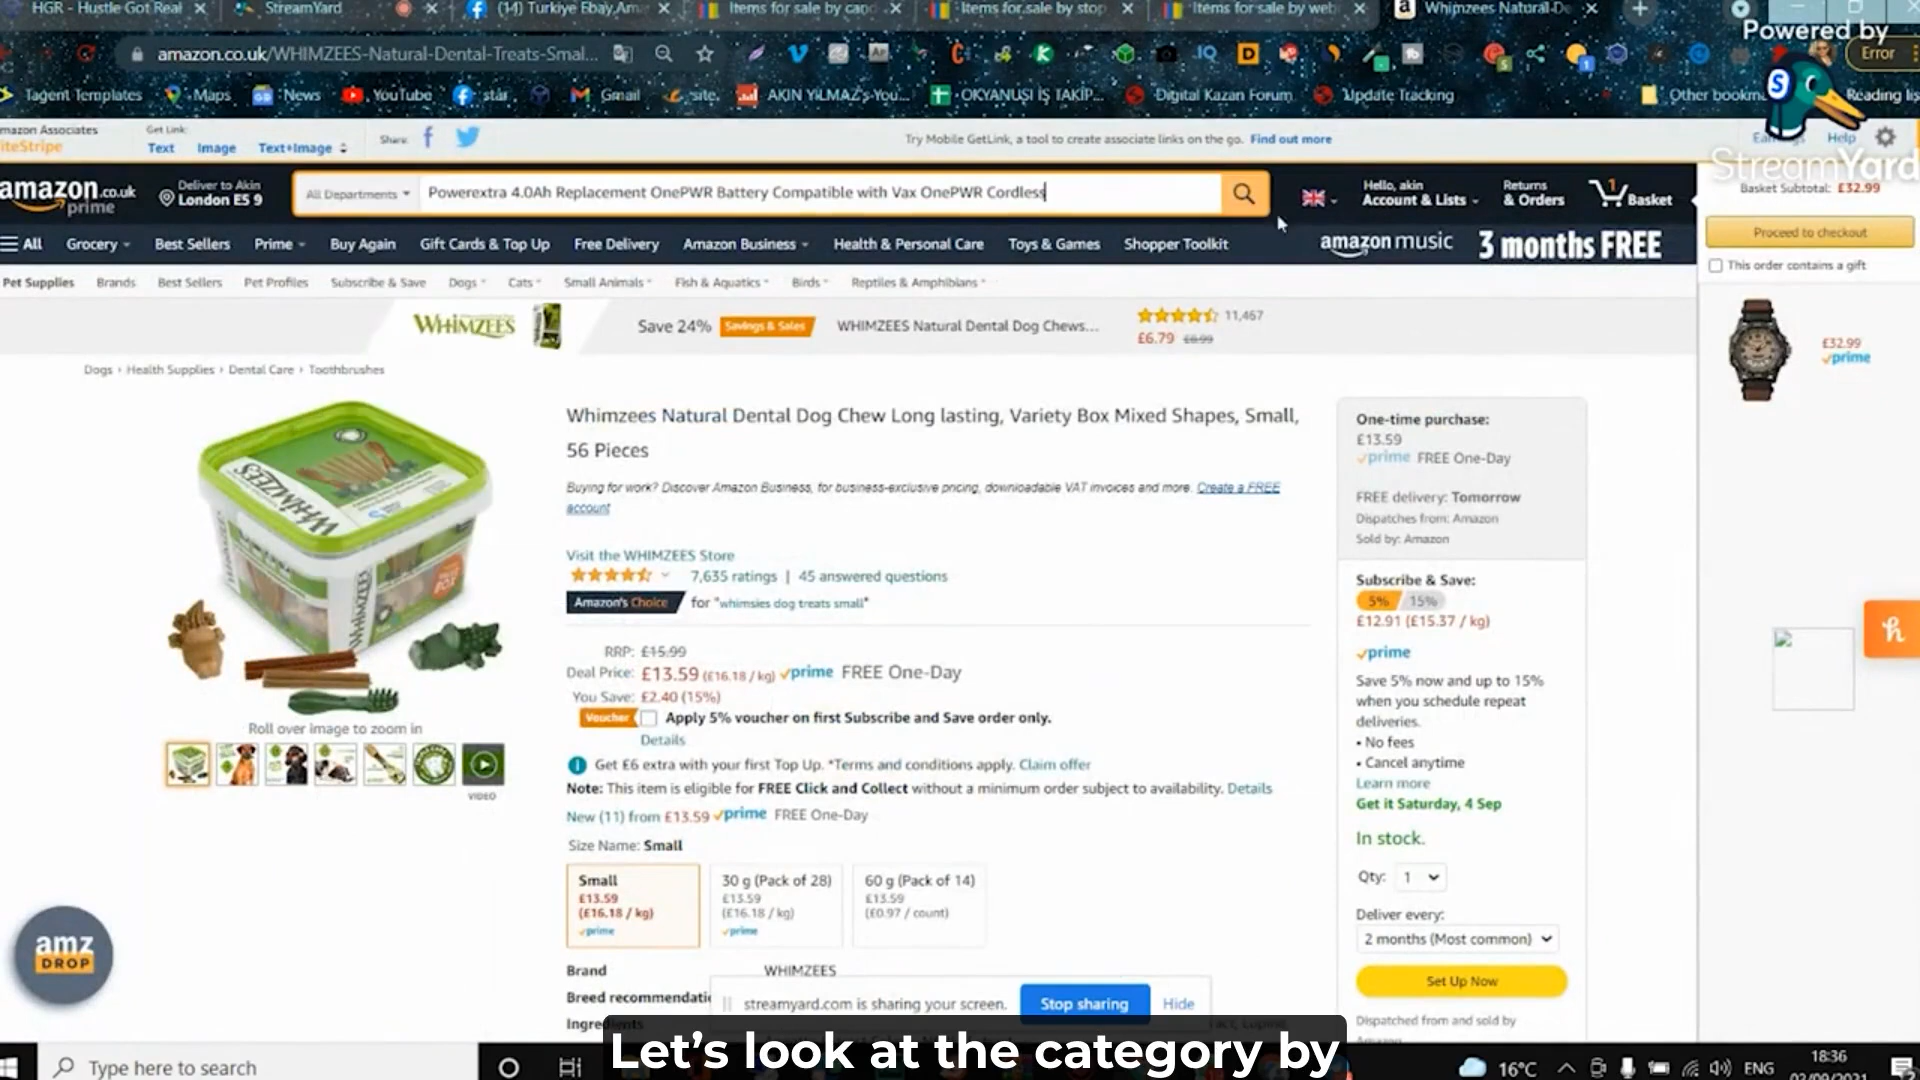 HGR - Hustle Got Real
StreamYard
(14) Turkiye Ebay,Am
Items for sale by cand
Items for sale by stop
Items for sale by web
Whimzees Natural De
Powered by
amazon.co.uk/WHIMZEES-Natural-Dental-Treats-Smal...
Error
Tagent Templates
Maps
News
YouTube
star
Gmail
site.
AKIN YILMAZ's-You...
OKYANUSI İŞ TAKİP...
Digital Kazan Forum
Update Tracking
Other bookm
Reading lis
StreamYard
mazon Associates
iteStripe
Get Link:
Text
Image
Text+Image
Share:
Try Mobile GetLink, a tool to create associate links on the go. Find out more
Help
amazon.co.uk
prime
Deliver to Akin
London E5 9
All Departments
Powerextra 4.0Ah Replacement OnePWR Battery Compatible with Vax OnePWR Cordless
Hello, akin
Account & Lists
Returns
& Orders
1
Basket
Basket Subtotal: £32.99
Proceed to checkout
This order contains a gift
£32.99
prime
All
Grocery
Best Sellers
Prime
Buy Again
Gift Cards & Top Up
Free Delivery
Amazon Business
Health & Personal Care
Toys & Games
Shopper Toolkit
amazon music
3 months FREE
Pet Supplies
Brands
Best Sellers
Pet Profiles
Subscribe & Save
Dogs
Cats
Small Animals
Fish & Aquatics
Birds
Reptiles & Amphibians
WHIMZEES
Save 24%
Savings & Sales
WHIMZEES Natural Dental Dog Chews...
11,467
£6.79 £8.99
Dogs › Health Supplies › Dental Care › Toothbrushes
Whimzees Natural Dental Dog Chew Long lasting, Variety Box Mixed Shapes, Small,
56 Pieces
Buying for work? Discover Amazon Business, for business-exclusive pricing, downloadable VAT invoices and more. Create a FREE
account
Visit the WHIMZEES Store
7,635 ratings | 45 answered questions
Amazon's Choice for "whimsies dog treats small"
RRP: £15.99
Deal Price: £13.59 (£16.18 / kg) prime FREE One-Day
You Save: £2.40 (15%)
Voucher Apply 5% voucher on first Subscribe and Save order only.
Details
Get £6 extra with your first Top Up. *Terms and conditions apply. Claim offer
Note: This item is eligible for FREE Click and Collect without a minimum order subject to availability. Details
New (11) from £13.59 prime FREE One-Day
Size Name: Small
Small
£13.59
(£16.18 / kg)
prime
30 g (Pack of 28)
£13.59
(£16.18 / kg)
prime
60 g (Pack of 14)
£13.59
(£0.97 / count)
Brand WHIMZEES
Breed recommendatio
Ingredients
WHIMZEES
WHIMZEES
WHIMZEES
Roll over image to zoom in
VIDEO
One-time purchase:
£13.59
prime FREE One-Day
FREE delivery: Tomorrow
Dispatches from: Amazon
Sold by: Amazon
Subscribe & Save:
5% 15%
£12.91 (£15.37 / kg)
prime
Save 5% now and up to 15%
when you schedule repeat
deliveries.
• No fees
• Cancel anytime
Learn more
Get it Saturday, 4 Sep
In stock.
Qty: 1
Deliver every:
2 months (Most common)
Set Up Now
Dispatched from and sold by
Amazon
h
amz
DROP
streamyard.com is sharing your screen.
Stop sharing
Hide
Let's look at the category by
Type here to search
16°C
ENG
18:36
02/09/2021